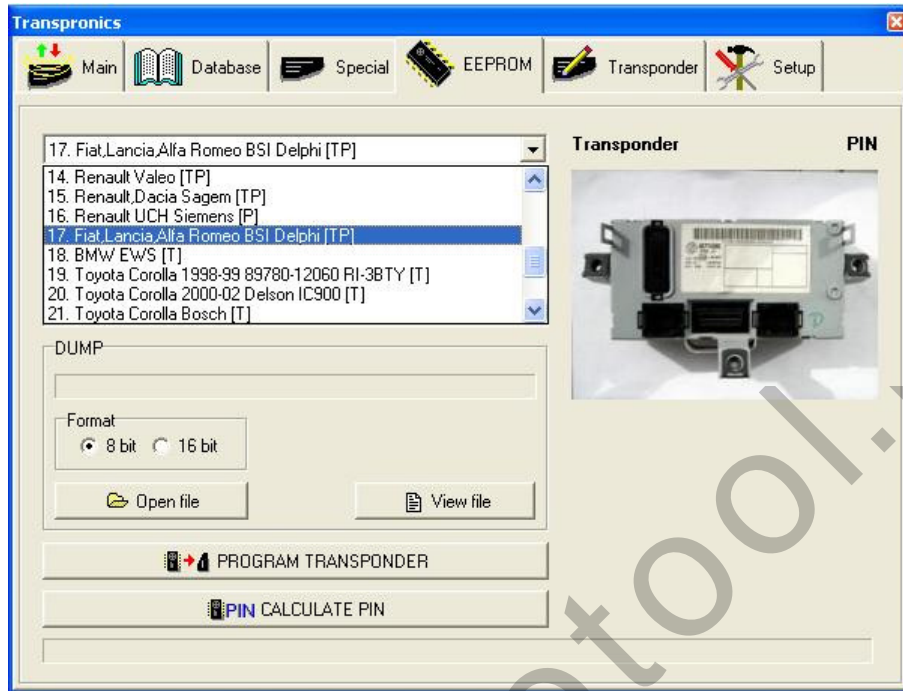 Transpronics
Main Database Special EEPROM Transponder Setup
17. Fiat,Lancia,Alfa Romeo BSI Delphi [TP]
Transponder PIN
14. Renault Valeo [TP]
15. Renault,Dacia Sagem [TP]
16. Renault UCH Siemens [P]
17. Fiat,Lancia,Alfa Romeo BSI Delphi [TP]
18. BMW EWS [T]
19. Toyota Corolla 1998-99 89780-12060 RI-3BTY [T]
20. Toyota Corolla 2000-02 Delson IC900 [T]
21. Toyota Corolla Bosch [T]
DUMP
Format
8 bit 16 bit
Open file View file
PROGRAM TRANSPONDER
PIN CALCULATE PIN